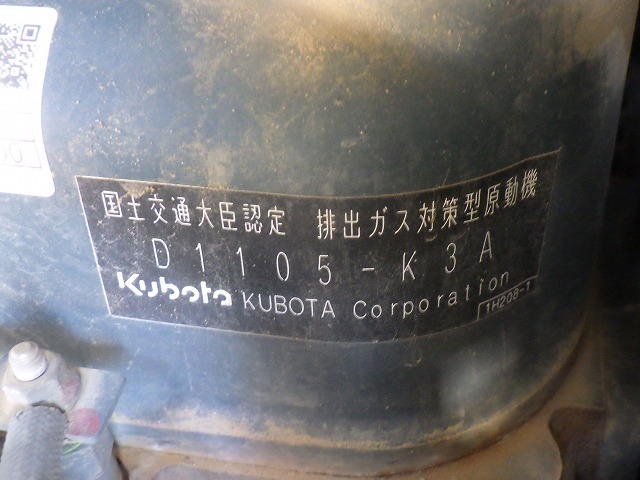 国土交通大臣認定 排出ガス対策型原動機
D1105-K3A
Kubota KUBOTA Corporation
1H208-1